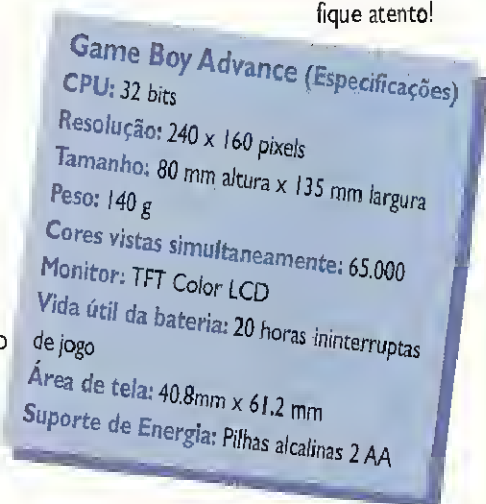 fique atento!
Game Boy Advance (Especificações)
CPU: 32 bits
Resolução: 240 x 160 pixels
Tamanho: 80 mm altura x 135 mm largura
Peso: 140 g
Cores vistas simultaneamente: 65.000
Monitor: TFT Color LCD
Vida útil da bateria: 20 horas ininterruptas
de jogo
Área de tela: 40.8mm x 61.2 mm
Suporte de Energia: Pilhas alcalinas 2 AA